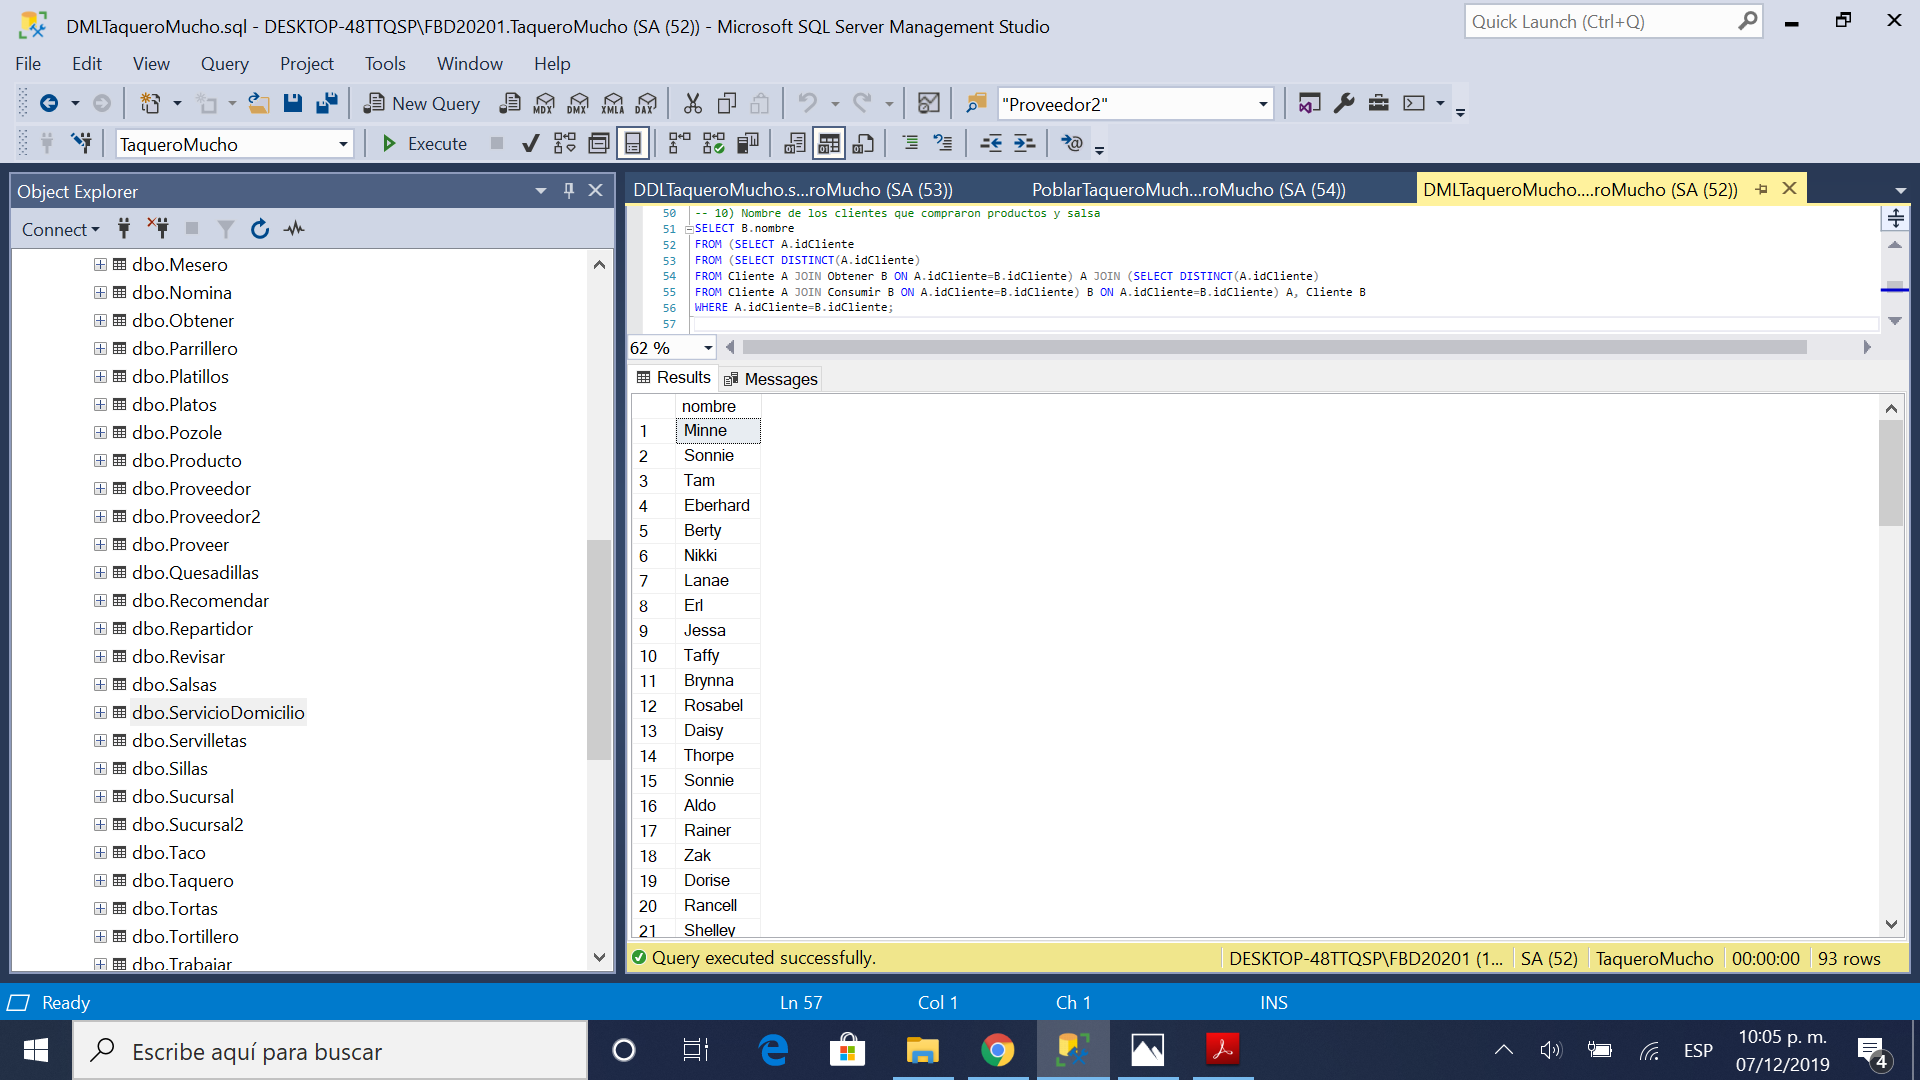 DMLTaqueroMucho.sql - DESKTOP-48TTQSP\FBD20201.TaqueroMucho (SA (52)) - Microsoft SQL Server Management Studio
Quick Launch (Ctrl+Q)
File Edit View Query Project Tools Window Help
New Query MDX DMX XMLA DAX "Proveedor2"
TaqueroMucho Execute
Object Explorer
Connect
dbo.Mesero
dbo.Nomina
dbo.Obtener
dbo.Parrillero
dbo.Platillos
dbo.Platos
dbo.Pozole
dbo.Producto
dbo.Proveedor
dbo.Proveedor2
dbo.Proveer
dbo.Quesadillas
dbo.Recomendar
dbo.Repartidor
dbo.Revisar
dbo.Salsas
dbo.ServicioDomicilio
dbo.Servilletas
dbo.Sillas
dbo.Sucursal
dbo.Sucursal2
dbo.Taco
dbo.Taquero
dbo.Tortas
dbo.Tortillero
dbo.Trabajar
DDLTaqueroMucho.s...roMucho (SA (53)) PoblarTaqueroMuch...roMucho (SA (54)) DMLTaqueroMucho....roMucho (SA (52))
50 -- 10) Nombre de los clientes que compraron productos y salsa
51 SELECT B.nombre
52 FROM (SELECT A.idCliente
53 FROM (SELECT DISTINCT(A.idCliente)
54 FROM Cliente A JOIN Obtener B ON A.idCliente=B.idCliente) A JOIN (SELECT DISTINCT(A.idCliente)
55 FROM Cliente A JOIN Consumir B ON A.idCliente=B.idCliente) B ON A.idCliente=B.idCliente) A, Cliente B
56 WHERE A.idCliente=B.idCliente;
57
62 %
Results Messages
nombre
1 Minne
2 Sonnie
3 Tam
4 Eberhard
5 Berty
6 Nikki
7 Lanae
8 Erl
9 Jessa
10 Taffy
11 Brynna
12 Rosabel
13 Daisy
14 Thorpe
15 Sonnie
16 Aldo
17 Rainer
18 Zak
19 Dorise
20 Rancell
21 Shelley
Query executed successfully. DESKTOP-48TTQSP\FBD20201 (1... SA (52) TaqueroMucho 00:00:00 93 rows
Ready Ln 57 Col 1 Ch 1 INS
Escribe aquí para buscar
ESP
10:05 p. m.
07/12/2019
4